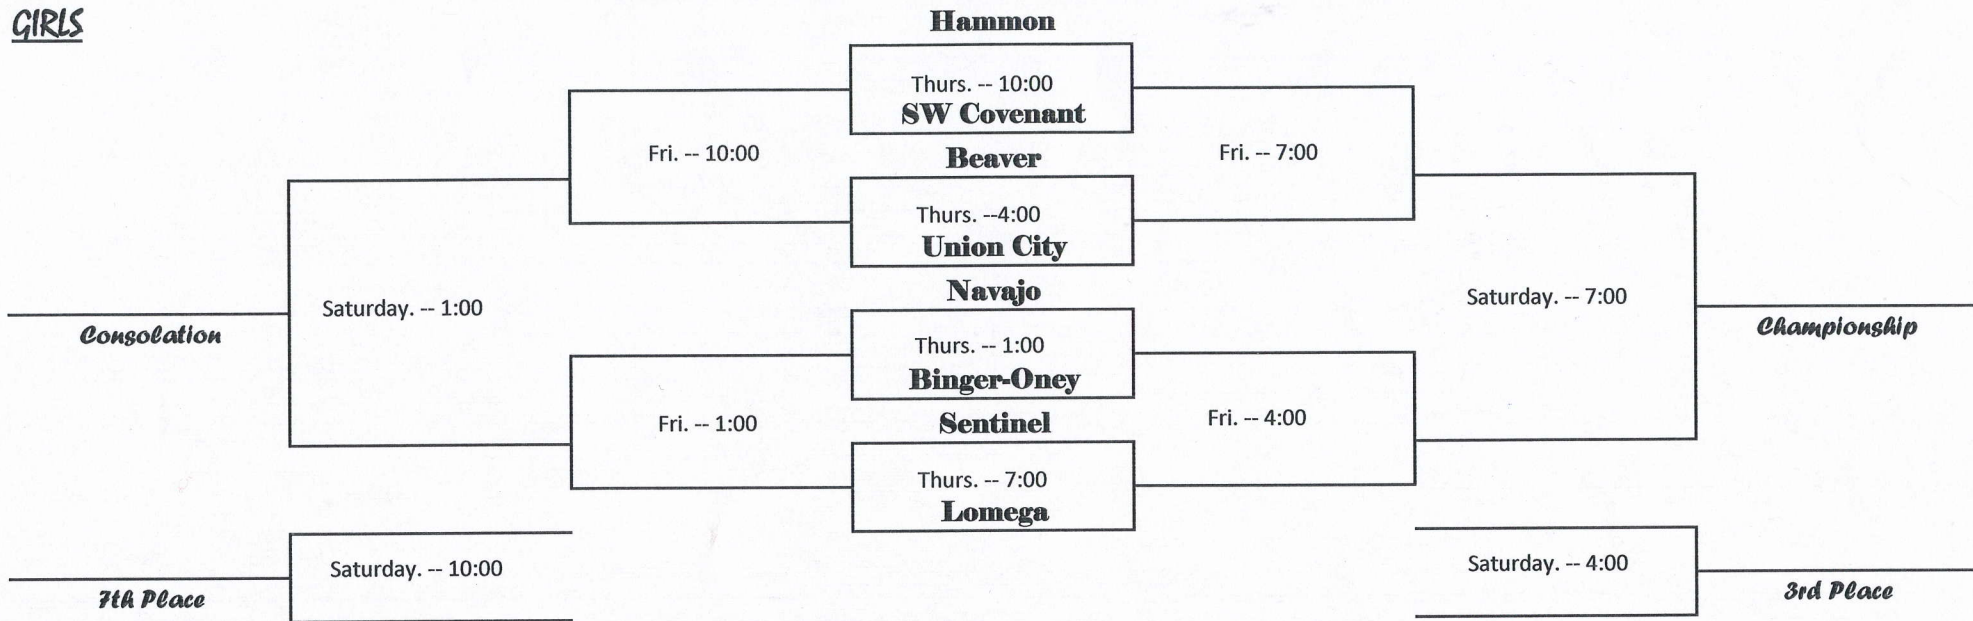 GIRLS
Hammon
Thurs. -- 10:00
SW Covenant
Fri. -- 10:00
Beaver
Fri. -- 7:00
Thurs. --4:00
Union City
Navajo
Saturday. -- 1:00
Saturday. -- 7:00
Consolation
Championship
Thurs. -- 1:00
Binger-Oney
Fri. -- 1:00
Sentinel
Fri. -- 4:00
Thurs. -- 7:00
Lomega
Saturday. -- 10:00
Saturday. -- 4:00
7th Place
3rd Place